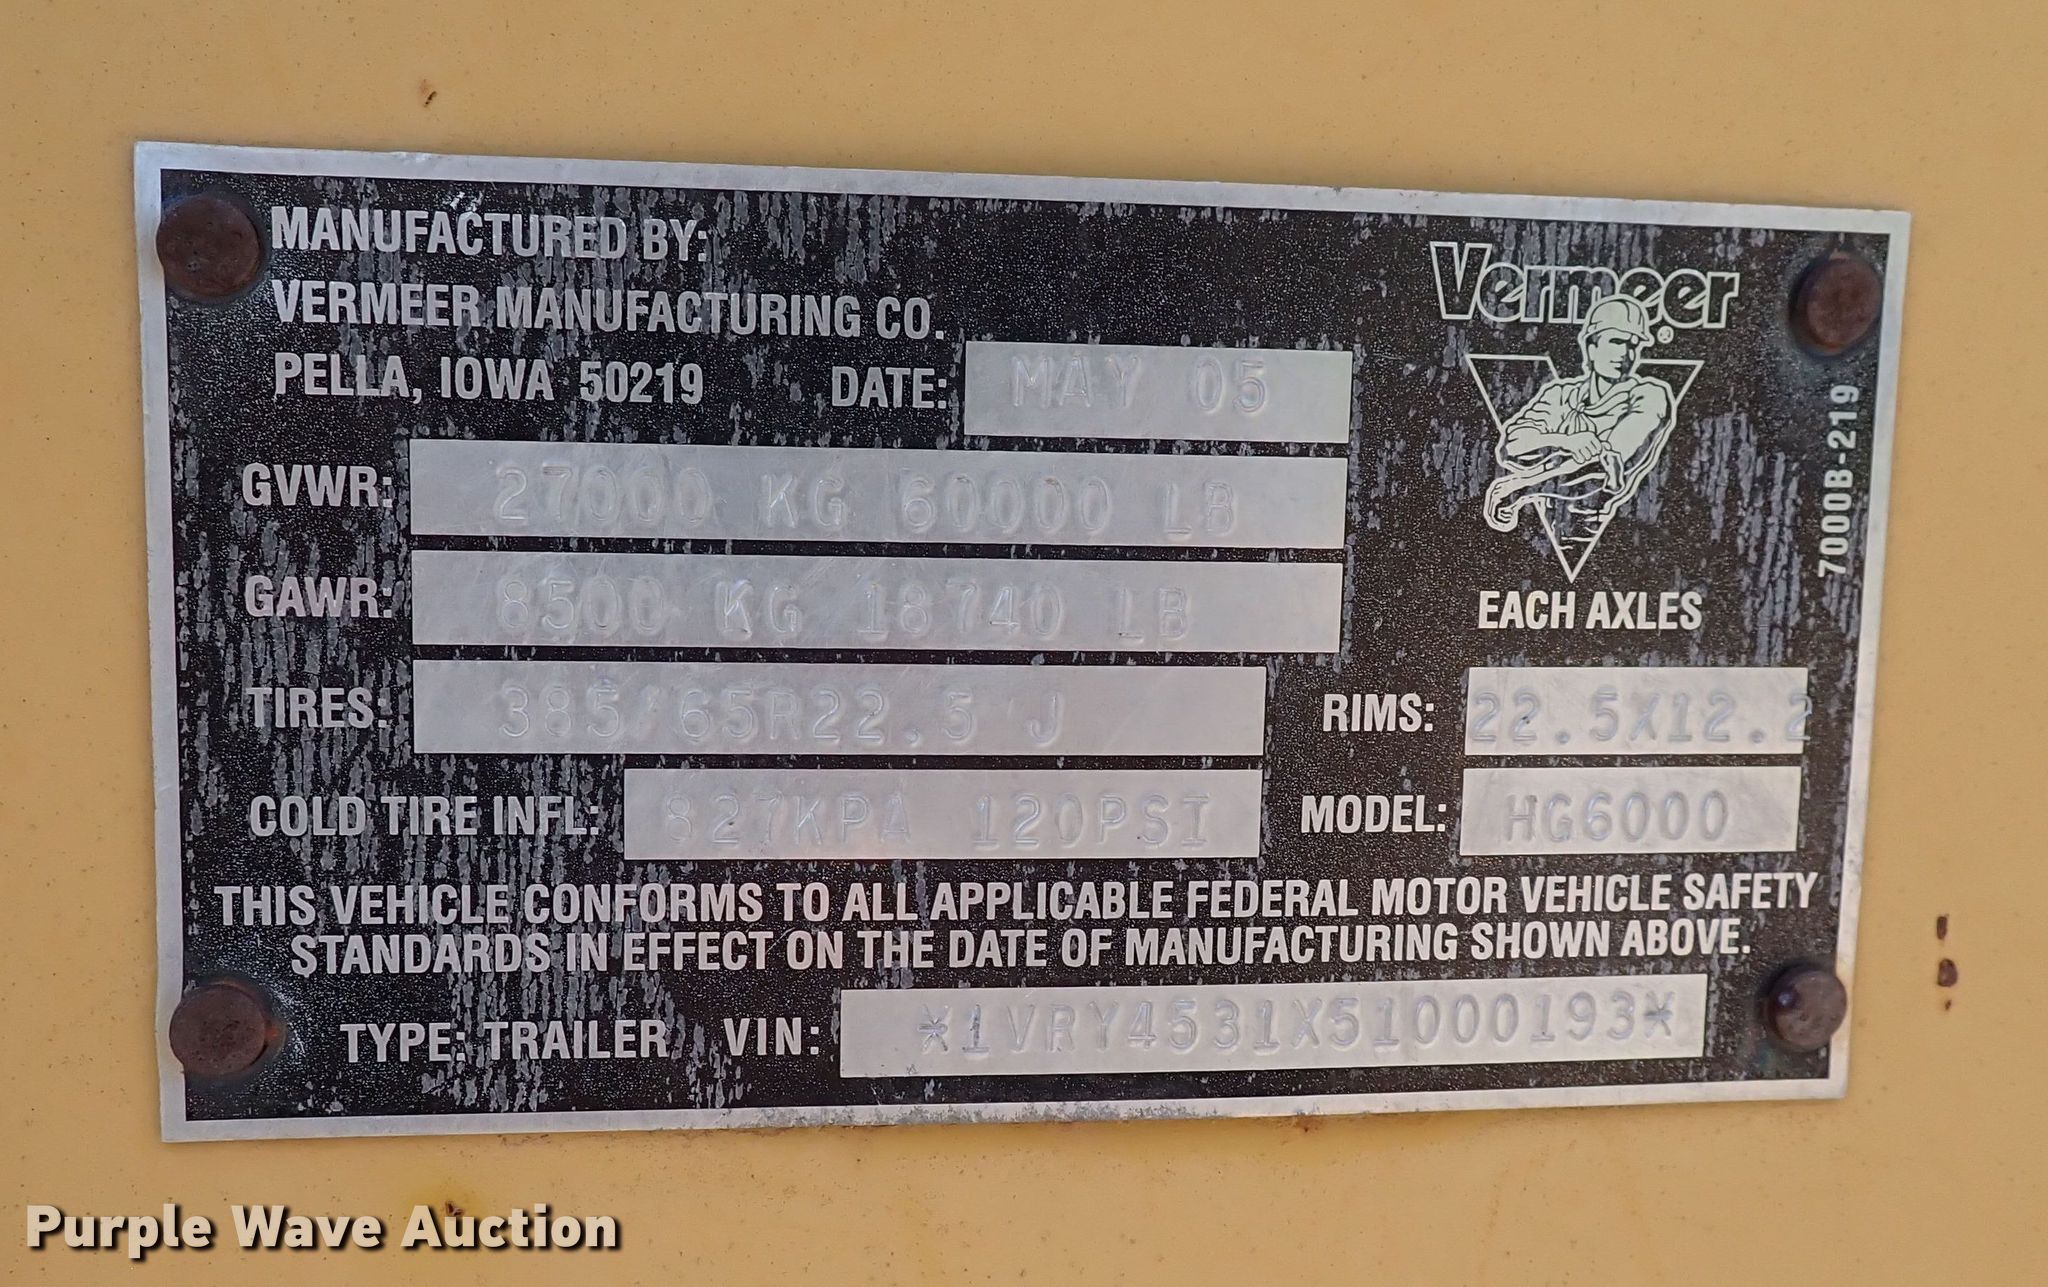 MANUFACTURED BY:
VERMEER MANUFACTURING CO.
PELLA, IOWA 50219 DATE: MAY 05
Vermeer®
GVWR: 27000 KG 60000 LB
GAWR: 8500 KG 18740 LB EACH AXLES
7000B-219
TIRES: 385/65R22.5 J RIMS: 22.5X12.2
COLD TIRE INFL: 827KPA 120PSI MODEL: HG6000
THIS VEHICLE CONFORMS TO ALL APPLICABLE FEDERAL MOTOR VEHICLE SAFETY
STANDARDS IN EFFECT ON THE DATE OF MANUFACTURING SHOWN ABOVE.
TYPE: TRAILER VIN: *1VRY4531X51000193*
Purple Wave Auction